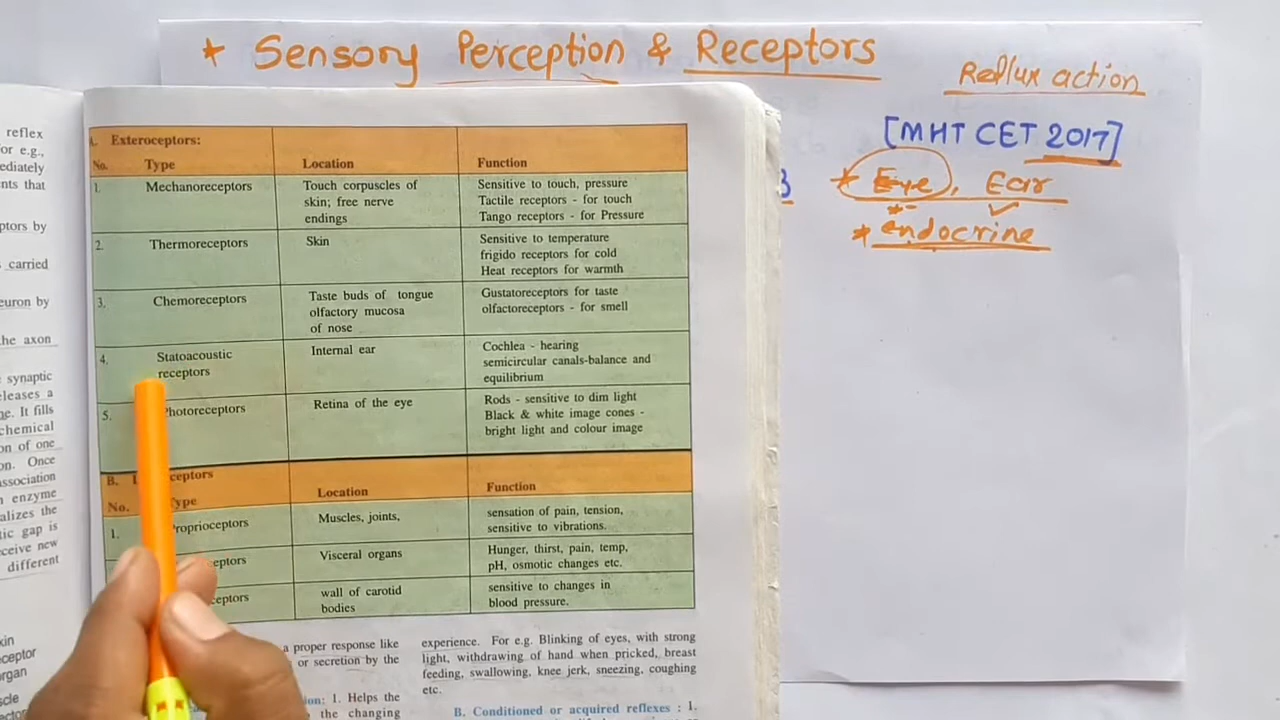 * Sensory Perception & Receptors
Reflux action
[MHT CET 2017]
* Eye, Ear
* endocrine
reflex
or e.g.,
ediately
nts that
ptors by
carried
euron by
the axon
synaptic
eleases a
ne. It fills
chemical
on of one
on. Once
association
n enzyme
alizes the
tic gap is
ceive new
different
kin
eceptor
rgan
scle
Exteroceptors:
No. Type Location Function
1. Mechanoreceptors Touch corpuscles of skin; free nerve endings Sensitive to touch, pressure
Tactile receptors - for touch
Tango receptors - for Pressure
2. Thermoreceptors Skin Sensitive to temperature
frigido receptors for cold
Heat receptors for warmth
3. Chemoreceptors Taste buds of tongue olfactory mucosa of nose Gustatoreceptors for taste
olfactoreceptors - for smell
4. Statoacoustic receptors Internal ear Cochlea - hearing
semicircular canals-balance and
equilibrium
5. Photoreceptors Retina of the eye Rods - sensitive to dim light
Black & white image cones -
bright light and colour image
B. ceptors
No. Type Location Function
1. Proprioceptors Muscles, joints, sensation of pain, tension,
sensitive to vibrations.
eptors Visceral organs Hunger, thirst, pain, temp,
pH, osmotic changes etc.
ceptors wall of carotid bodies sensitive to changes in
blood pressure.
a proper response like
or secretion by the
ion: 1. Helps the
the changing
experience. For e.g. Blinking of eyes, with strong
light, withdrawing of hand when pricked, breast
feeding, swallowing, knee jerk, sneezing, coughing
etc.
B. Conditioned or acquired reflexes : 1.